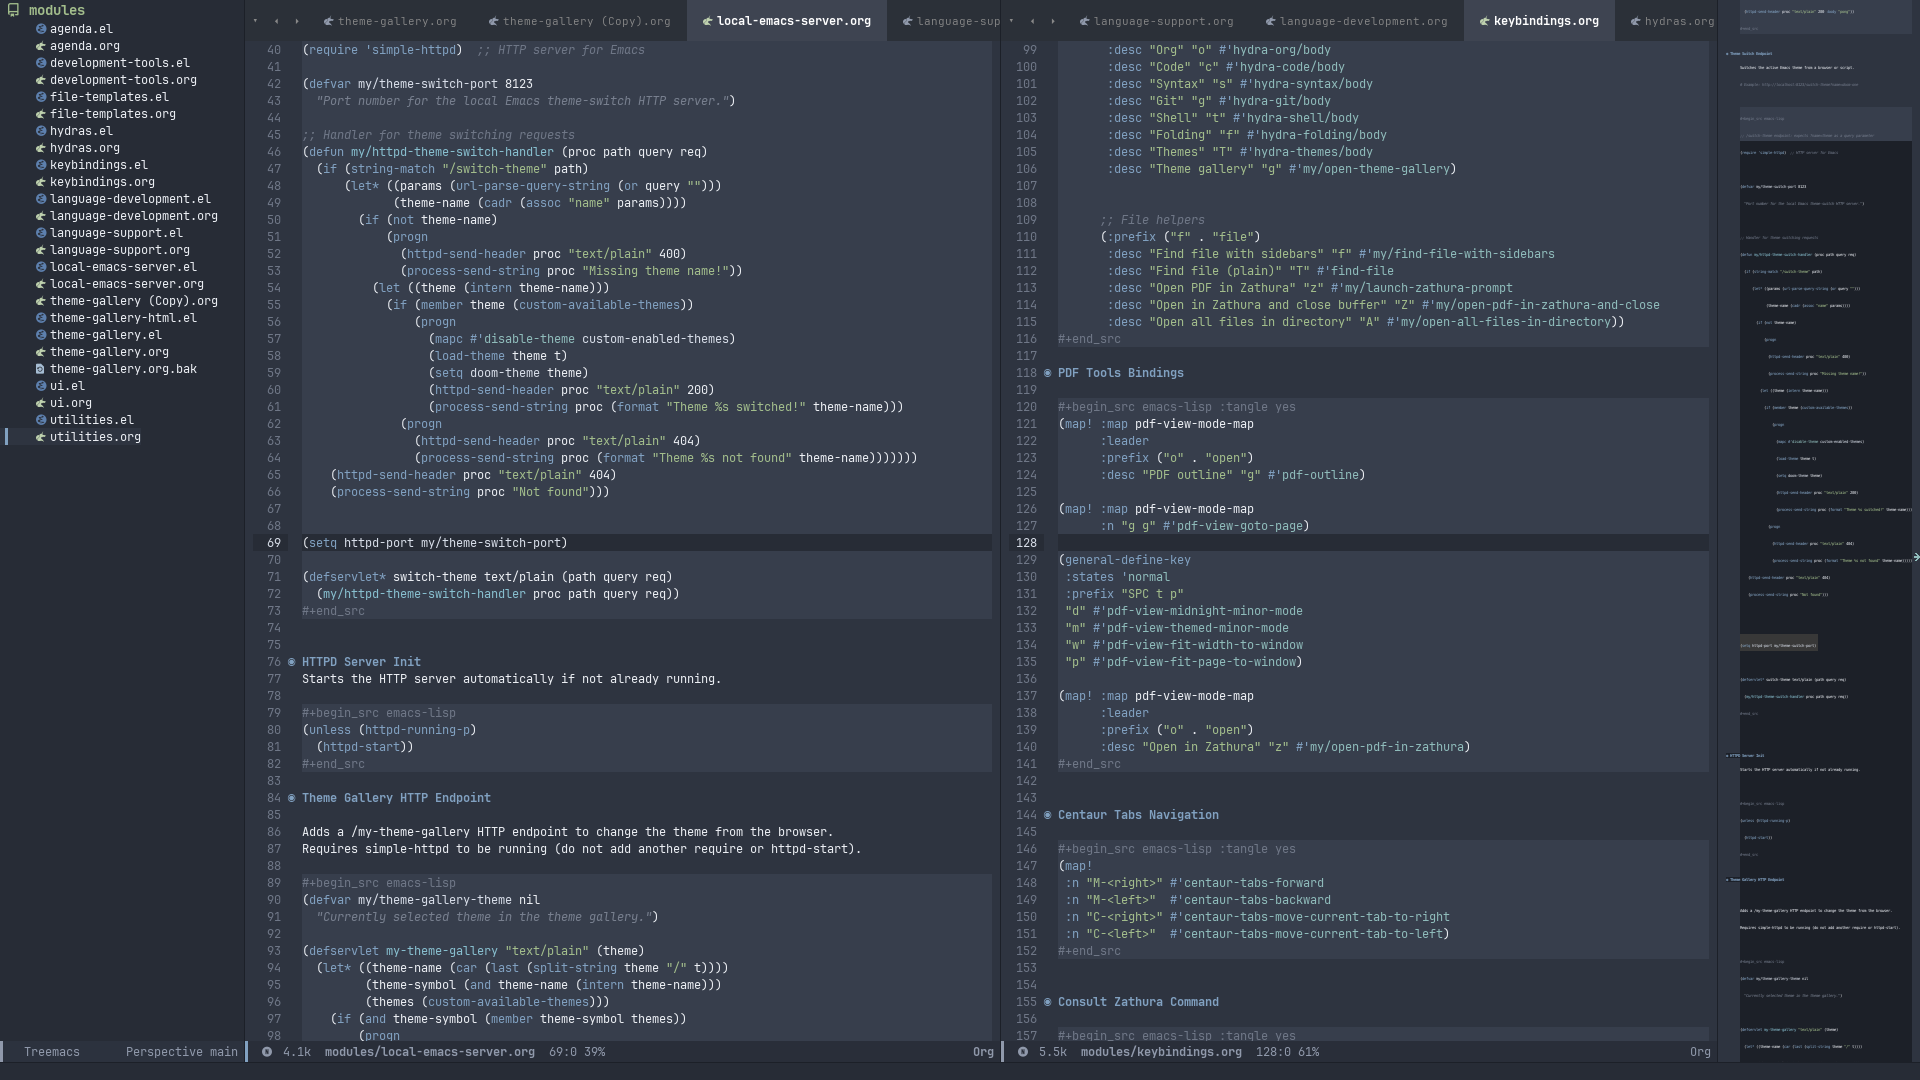 modules
agenda.el
agenda.org
development-tools.el
development-tools.org
file-templates.el
file-templates.org
hydras.el
hydras.org
keybindings.el
keybindings.org
language-development.el
language-development.org
language-support.el
language-support.org
local-emacs-server.el
local-emacs-server.org
theme-gallery (Copy).org
theme-gallery-html.el
theme-gallery.el
theme-gallery.org
theme-gallery.org.bak
ui.el
ui.org
utilities.el
utilities.org
Treemacs Perspective main
theme-gallery.org theme-gallery (Copy).org local-emacs-server.org language-sup
40 (require 'simple-httpd)  ;; HTTP server for Emacs
41
42 (defvar my/theme-switch-port 8123
43   "Port number for the local Emacs theme-switch HTTP server.")
44
45 ;; Handler for theme switching requests
46 (defun my/httpd-theme-switch-handler (proc path query req)
47   (if (string-match "/switch-theme" path)
48       (let* ((params (url-parse-query-string (or query "")))
49              (theme-name (cadr (assoc "name" params))))
50         (if (not theme-name)
51             (progn
52               (httpd-send-header proc "text/plain" 400)
53               (process-send-string proc "Missing theme name!"))
54           (let ((theme (intern theme-name)))
55             (if (member theme (custom-available-themes))
56                 (progn
57                   (mapc #'disable-theme custom-enabled-themes)
58                   (load-theme theme t)
59                   (setq doom-theme theme)
60                   (httpd-send-header proc "text/plain" 200)
61                   (process-send-string proc (format "Theme %s switched!" theme-name)))
62               (progn
63                 (httpd-send-header proc "text/plain" 404)
64                 (process-send-string proc (format "Theme %s not found" theme-name)))))))
65     (httpd-send-header proc "text/plain" 404)
66     (process-send-string proc "Not found")))
67
68
69 (setq httpd-port my/theme-switch-port)
70
71 (defservlet* switch-theme text/plain (path query req)
72   (my/httpd-theme-switch-handler proc path query req))
73 #+end_src
74
75
76 ◉ HTTPD Server Init
77 Starts the HTTP server automatically if not already running.
78
79 #+begin_src emacs-lisp
80 (unless (httpd-running-p)
81   (httpd-start))
82 #+end_src
83
84 ◉ Theme Gallery HTTP Endpoint
85
86 Adds a /my-theme-gallery HTTP endpoint to change the theme from the browser.
87 Requires simple-httpd to be running (do not add another require or httpd-start).
88
89 #+begin_src emacs-lisp
90 (defvar my/theme-gallery-theme nil
91   "Currently selected theme in the theme gallery.")
92
93 (defservlet my-theme-gallery "text/plain" (theme)
94   (let* ((theme-name (car (last (split-string theme "/" t))))
95          (theme-symbol (and theme-name (intern theme-name)))
96          (themes (custom-available-themes)))
97     (if (and theme-symbol (member theme-symbol themes))
98         (progn
4.1k modules/local-emacs-server.org 69:0 39% Org
language-support.org language-development.org keybindings.org hydras.org
99        :desc "Org" "o" #'hydra-org/body
100       :desc "Code" "c" #'hydra-code/body
101       :desc "Syntax" "s" #'hydra-syntax/body
102       :desc "Git" "g" #'hydra-git/body
103       :desc "Shell" "t" #'hydra-shell/body
104       :desc "Folding" "f" #'hydra-folding/body
105       :desc "Themes" "T" #'hydra-themes/body
106       :desc "Theme gallery" "g" #'my/open-theme-gallery)
107
108
109       ;; File helpers
110       (:prefix ("f" . "file")
111       :desc "Find file with sidebars" "f" #'my/find-file-with-sidebars
112       :desc "Find file (plain)" "T" #'find-file
113       :desc "Open PDF in Zathura" "z" #'my/launch-zathura-prompt
114       :desc "Open in Zathura and close buffer" "Z" #'my/open-pdf-in-zathura-and-close
115       :desc "Open all files in directory" "A" #'my/open-all-files-in-directory))
116 #+end_src
117
118 ◉ PDF Tools Bindings
119
120 #+begin_src emacs-lisp :tangle yes
121 (map! :map pdf-view-mode-map
122       :leader
123       :prefix ("o" . "open")
124       :desc "PDF outline" "g" #'pdf-outline)
125
126 (map! :map pdf-view-mode-map
127       :n "g g" #'pdf-view-goto-page)
128
129 (general-define-key
130  :states 'normal
131  :prefix "SPC t p"
132  "d" #'pdf-view-midnight-minor-mode
133  "m" #'pdf-view-themed-minor-mode
134  "w" #'pdf-view-fit-width-to-window
135  "p" #'pdf-view-fit-page-to-window)
136
137 (map! :map pdf-view-mode-map
138       :leader
139       :prefix ("o" . "open")
140       :desc "Open in Zathura" "z" #'my/open-pdf-in-zathura)
141 #+end_src
142
143
144 ◉ Centaur Tabs Navigation
145
146 #+begin_src emacs-lisp :tangle yes
147 (map!
148  :n "M-<right>" #'centaur-tabs-forward
149  :n "M-<left>"  #'centaur-tabs-backward
150  :n "C-<right>" #'centaur-tabs-move-current-tab-to-right
151  :n "C-<left>"  #'centaur-tabs-move-current-tab-to-left)
152 #+end_src
153
154
155 ◉ Consult Zathura Command
156
157 #+begin_src emacs-lisp :tangle yes
5.5k modules/keybindings.org 128:0 61% Org